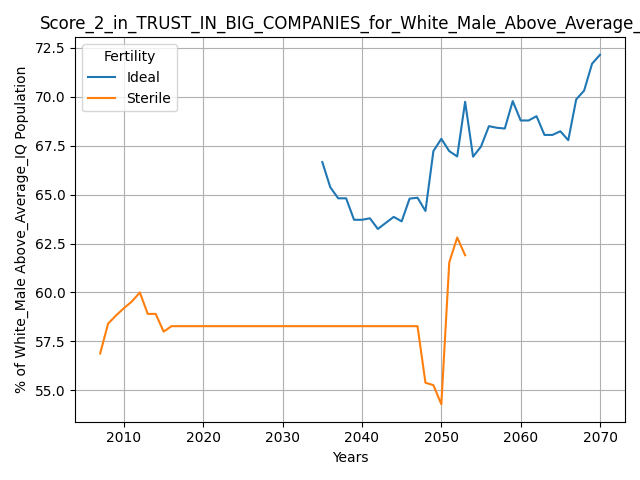 Score_2_in_TRUST_IN_BIG_COMPANIES_for_White_Male_Above_Average_
Fertility
Ideal
Sterile
% of White_Male Above_Average_IQ Population
72.5
70.0
67.5
65.0
62.5
60.0
57.5
55.0
2010
2020
2030
2040
2050
2060
2070
Years